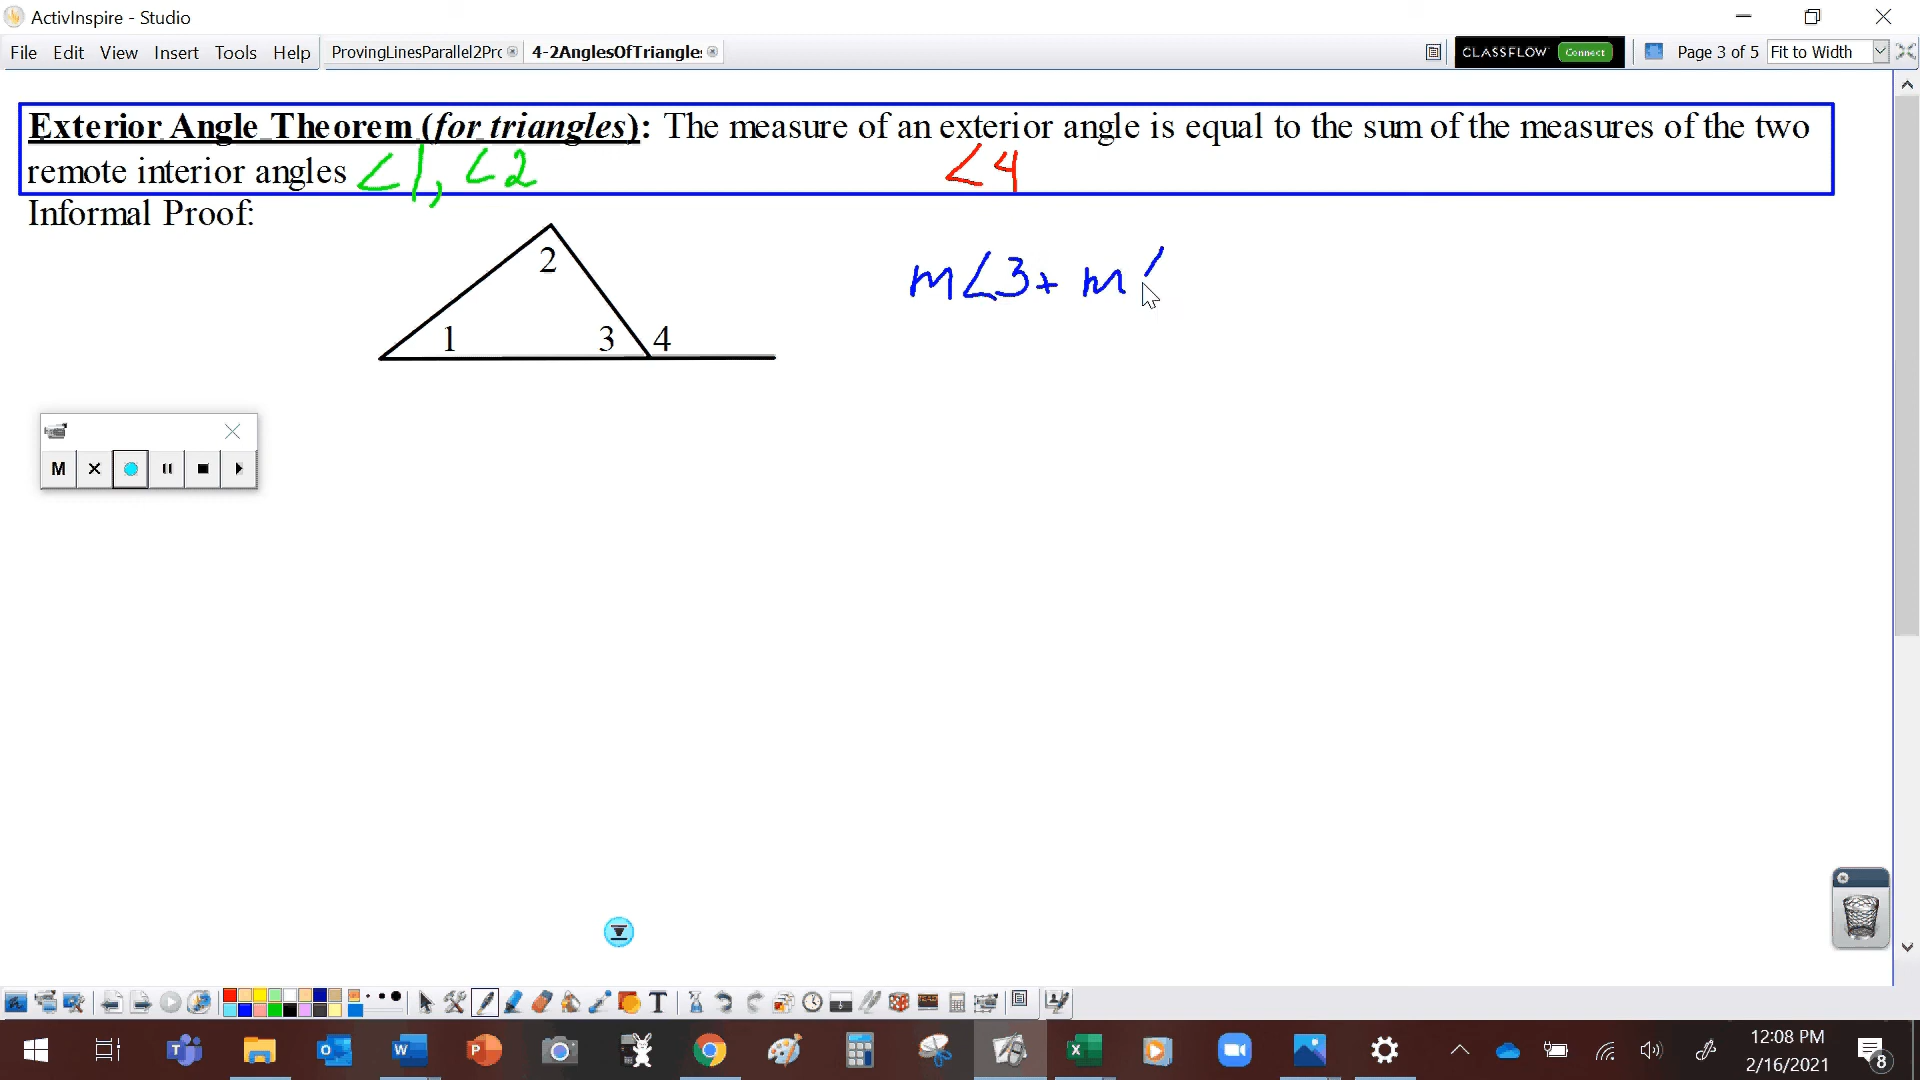 ActivInspire - Studio
File Edit View Insert Tools Help ProvingLinesParallel2Prc 4-2AnglesOfTriangles CLASSFLOW Connect Page 3 of 5 Fit to Width
Exterior Angle Theorem (for triangles): The measure of an exterior angle is equal to the sum of the measures of the two
remote interior angles ∠1, ∠2 ∠4
Informal Proof:
2
m∠3 + m
1 3 4
M
T
12:08 PM
2/16/2021
8